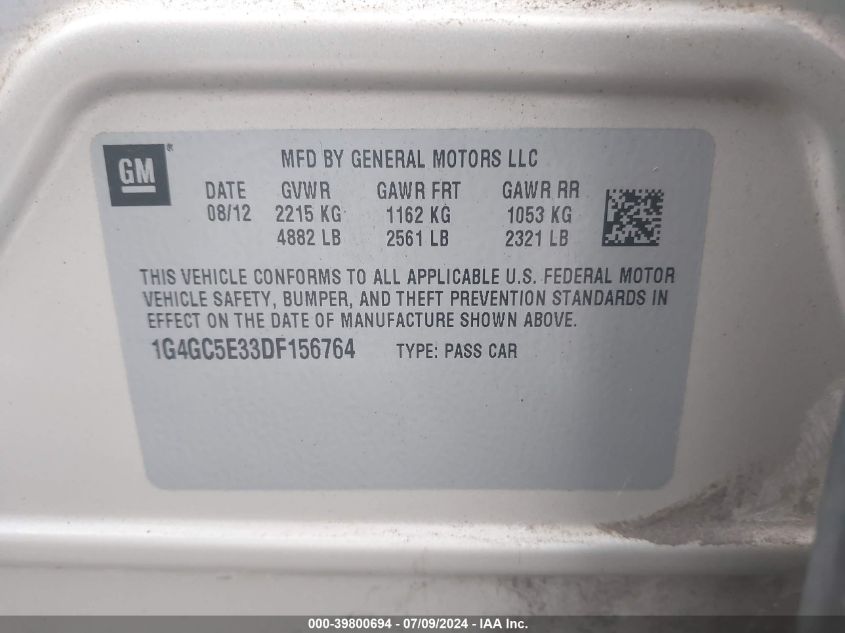 GM®
MFD BY GENERAL MOTORS LLC
DATE GVWR GAWR FRT GAWR RR
08/12 2215 KG 1162 KG 1053 KG
4882 LB 2561 LB 2321 LB
THIS VEHICLE CONFORMS TO ALL APPLICABLE U.S. FEDERAL MOTOR
VEHICLE SAFETY, BUMPER, AND THEFT PREVENTION STANDARDS IN
EFFECT ON THE DATE OF MANUFACTURE SHOWN ABOVE.
1G4GC5E33DF156764 TYPE: PASS CAR
000-39800694 - 07/09/2024 - IAA Inc.